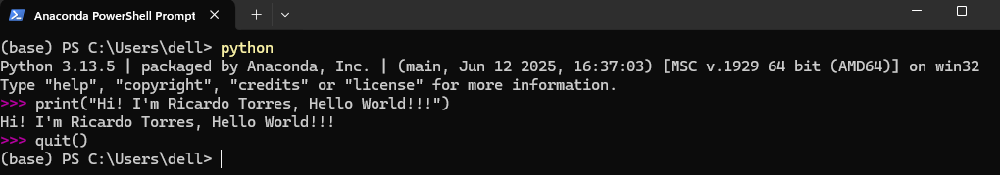 Anaconda PowerShell Prompt
(base) PS C:\Users\dell> python
Python 3.13.5 | packaged by Anaconda, Inc. | (main, Jun 12 2025, 16:37:03) [MSC v.1929 64 bit (AMD64)] on win32
Type "help", "copyright", "credits" or "license" for more information.
>>> print("Hi! I'm Ricardo Torres, Hello World!!!")
Hi! I'm Ricardo Torres, Hello World!!!
>>> quit()
(base) PS C:\Users\dell>